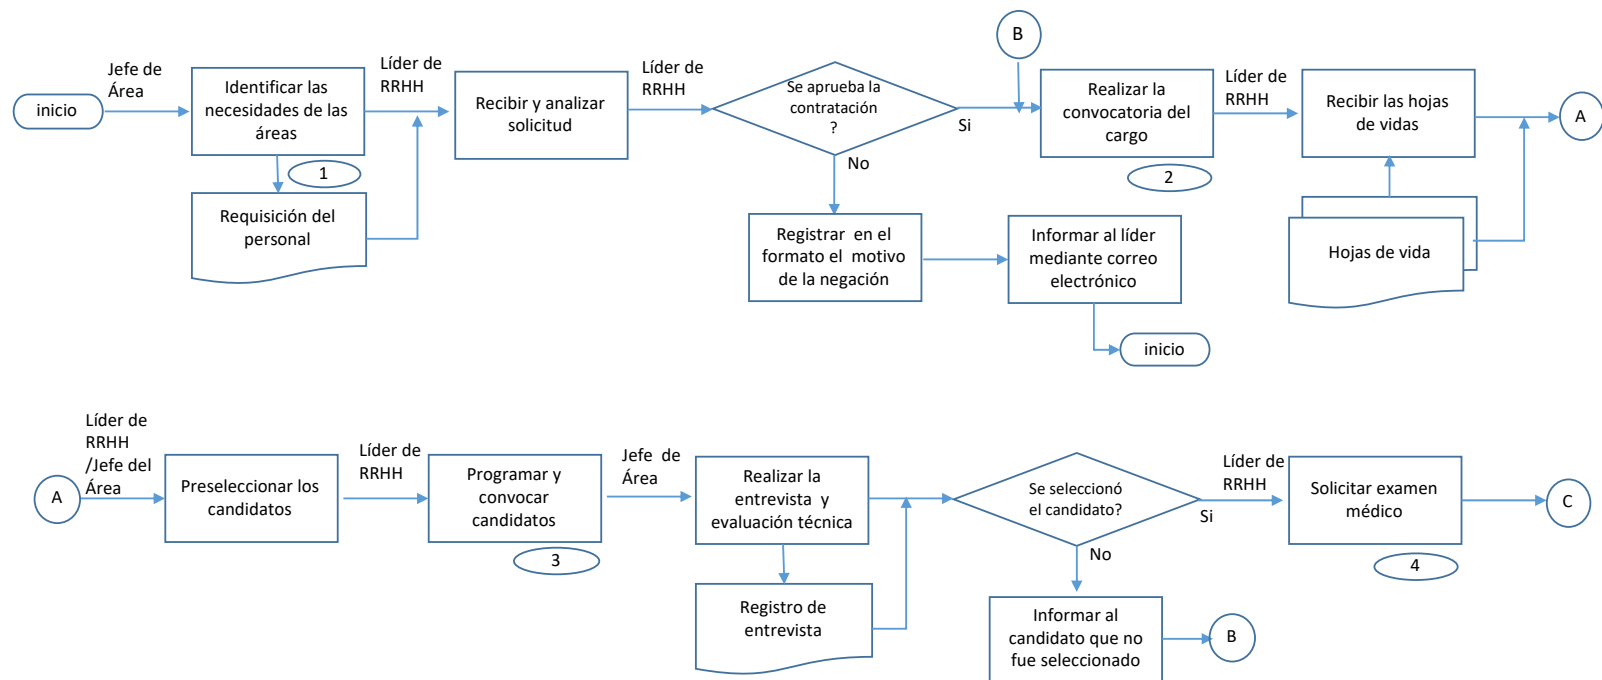 inicio
Jefe de
Área
Identificar las
necesidades de las
áreas
1
Requisición del
personal
Líder de
RRHH
Recibir y analizar
solicitud
Líder de
RRHH
Se aprueba la
contratación
?
Si
No
Registrar en el
formato el motivo
de la negación
Informar al líder
mediante correo
electrónico
inicio
B
Realizar la
convocatoria del
cargo
2
Líder de
RRHH
Recibir las hojas
de vidas
Hojas de vida
A
A
Líder de
RRHH
/Jefe del
Área
Preseleccionar los
candidatos
Líder de
RRHH
Programar y
convocar
candidatos
3
Jefe de
Área
Realizar la
entrevista y
evaluación técnica
Registro de
entrevista
Se seleccionó
el candidato?
Si
No
Informar al
candidato que no
fue seleccionado
B
Líder de
RRHH
Solicitar examen
médico
4
C